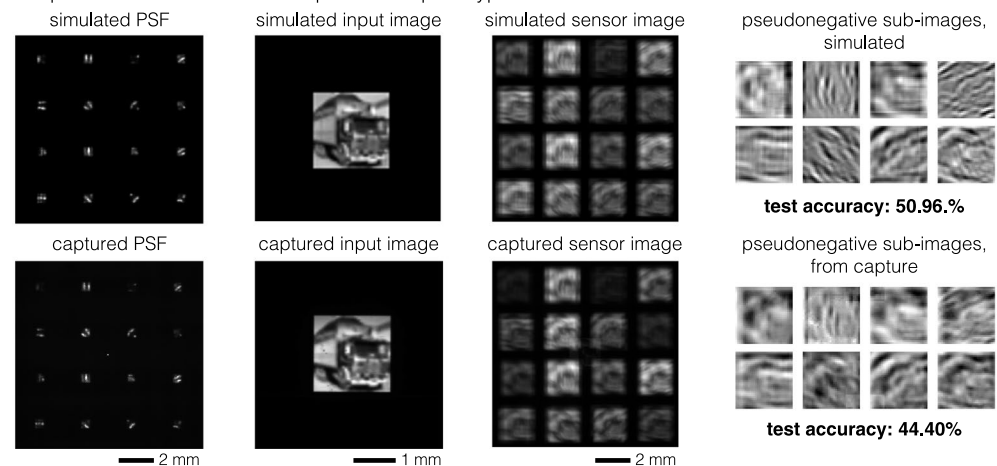 simulated PSF
simulated input image
simulated sensor image
pseudonegative sub-images,
simulated
test accuracy: 50.96.%
captured PSF
captured input image
captured sensor image
pseudonegative sub-images,
from capture
test accuracy: 44.40%
2 mm
1 mm
2 mm